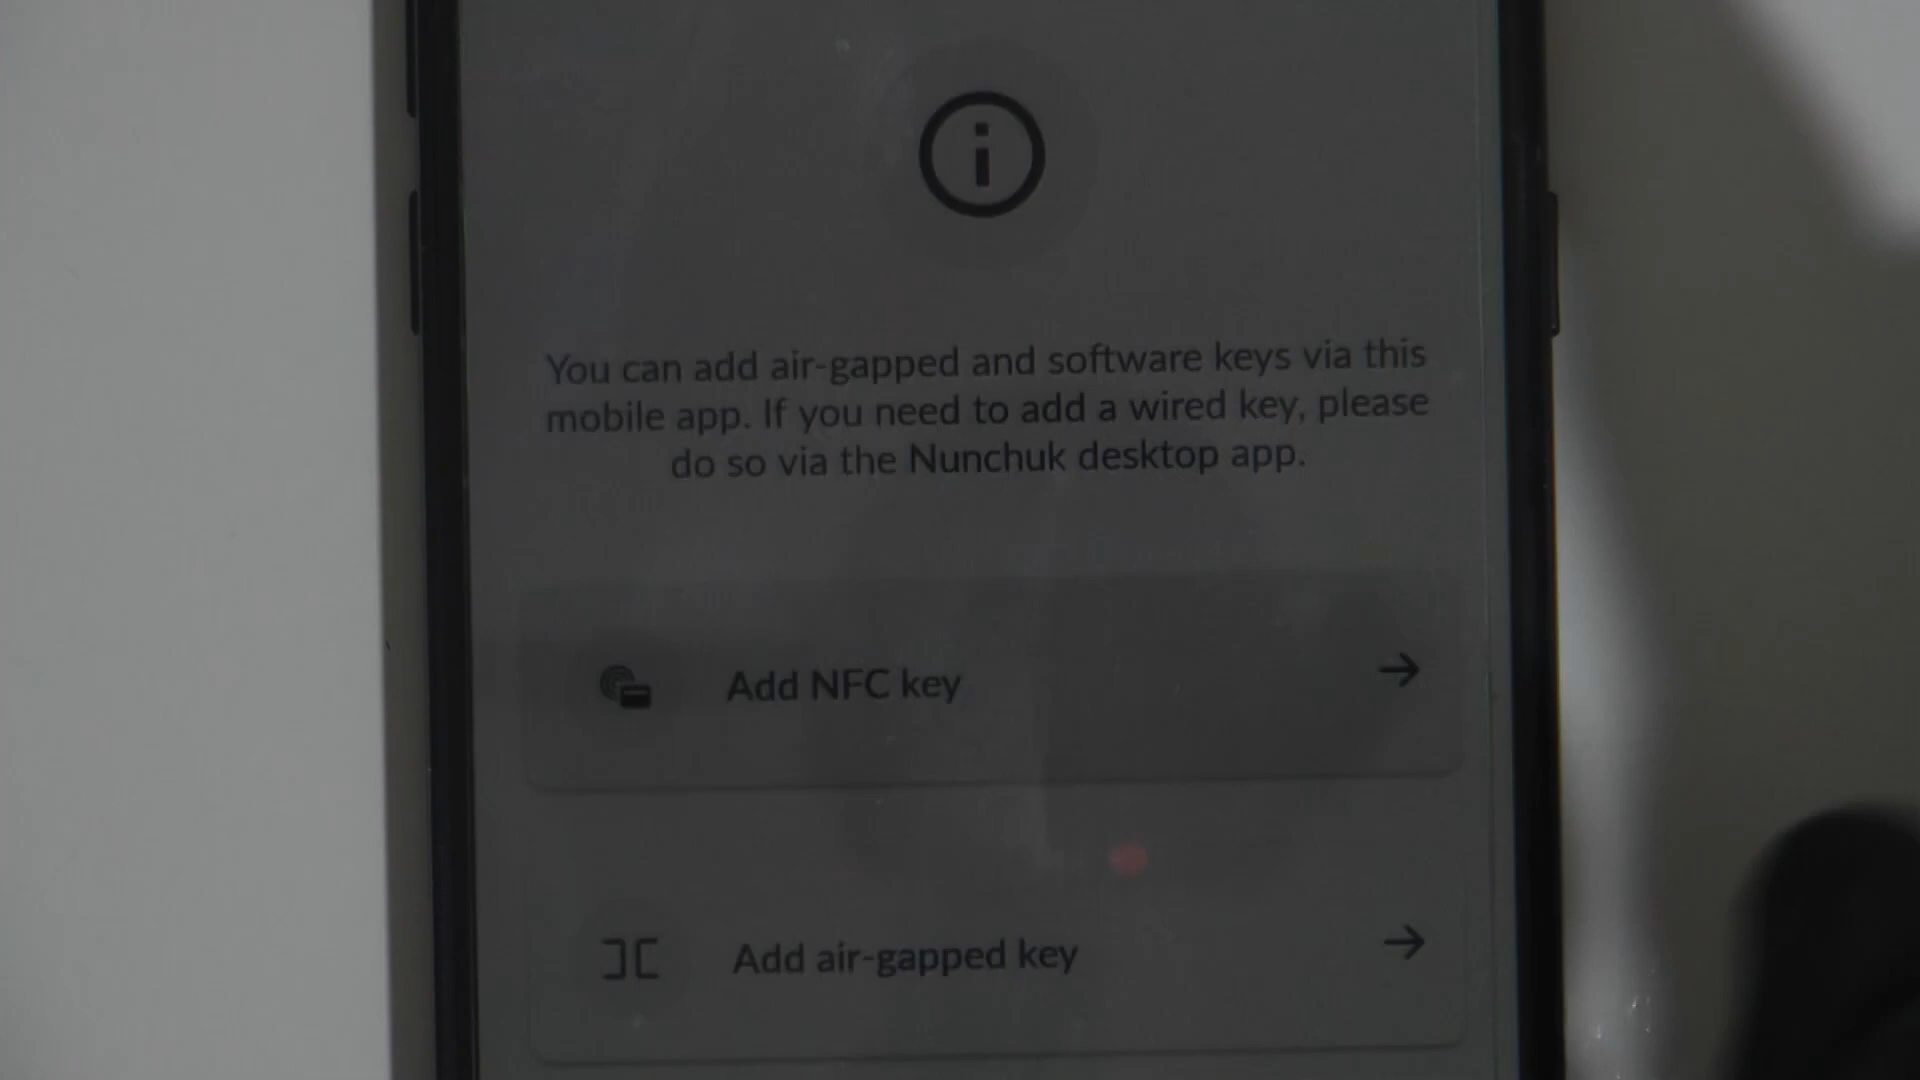 You can add air-gapped and software keys via this
mobile app. If you need to add a wired key, please
do so via the Nunchuk desktop app.
Add NFC key
Add air-gapped key